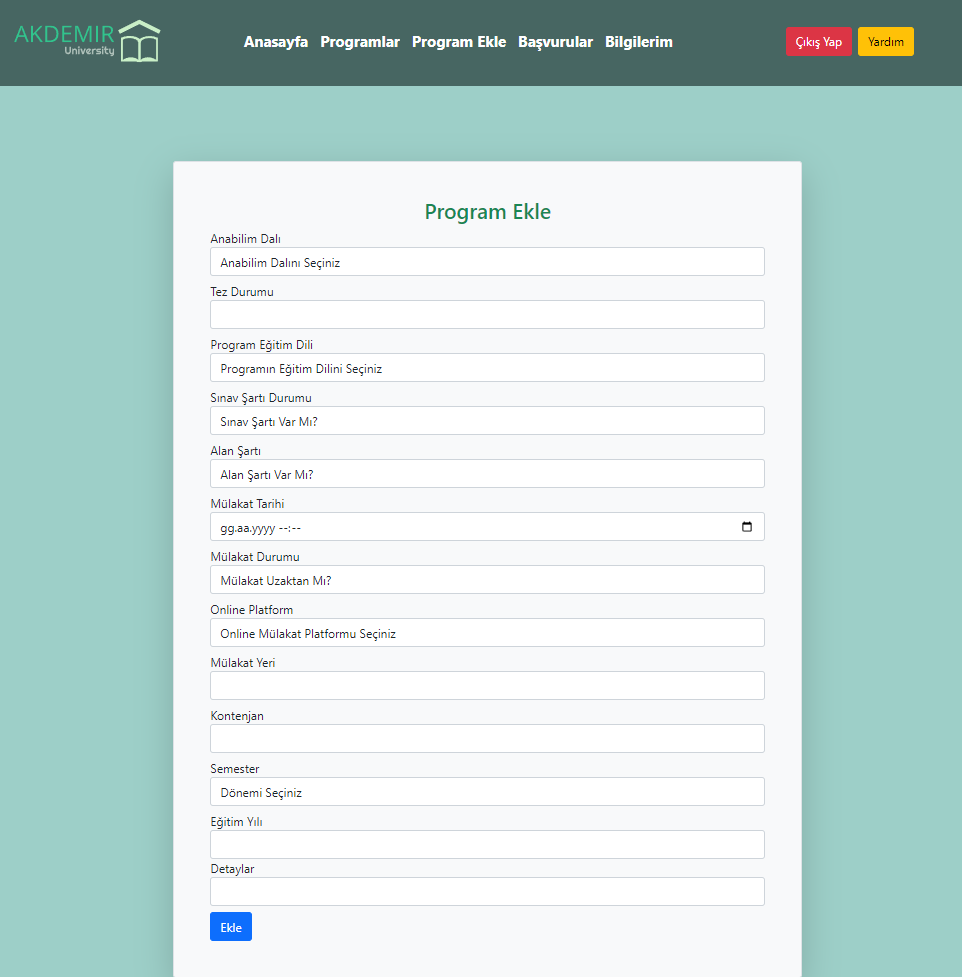 AKDEMIR
University
Anasayfa Programlar Program Ekle Başvurular Bilgilerim
Çıkış Yap Yardım
Program Ekle
Anabilim Dalı
Anabilim Dalını Seçiniz
Tez Durumu
Program Eğitim Dili
Programın Eğitim Dilini Seçiniz
Sınav Şartı Durumu
Sınav Şartı Var Mı?
Alan Şartı
Alan Şartı Var Mı?
Mülakat Tarihi
gg.aa.yyyy --:--
Mülakat Durumu
Mülakat Uzaktan Mı?
Online Platform
Online Mülakat Platformu Seçiniz
Mülakat Yeri
Kontenjan
Semester
Dönemi Seçiniz
Eğitim Yılı
Detaylar
Ekle